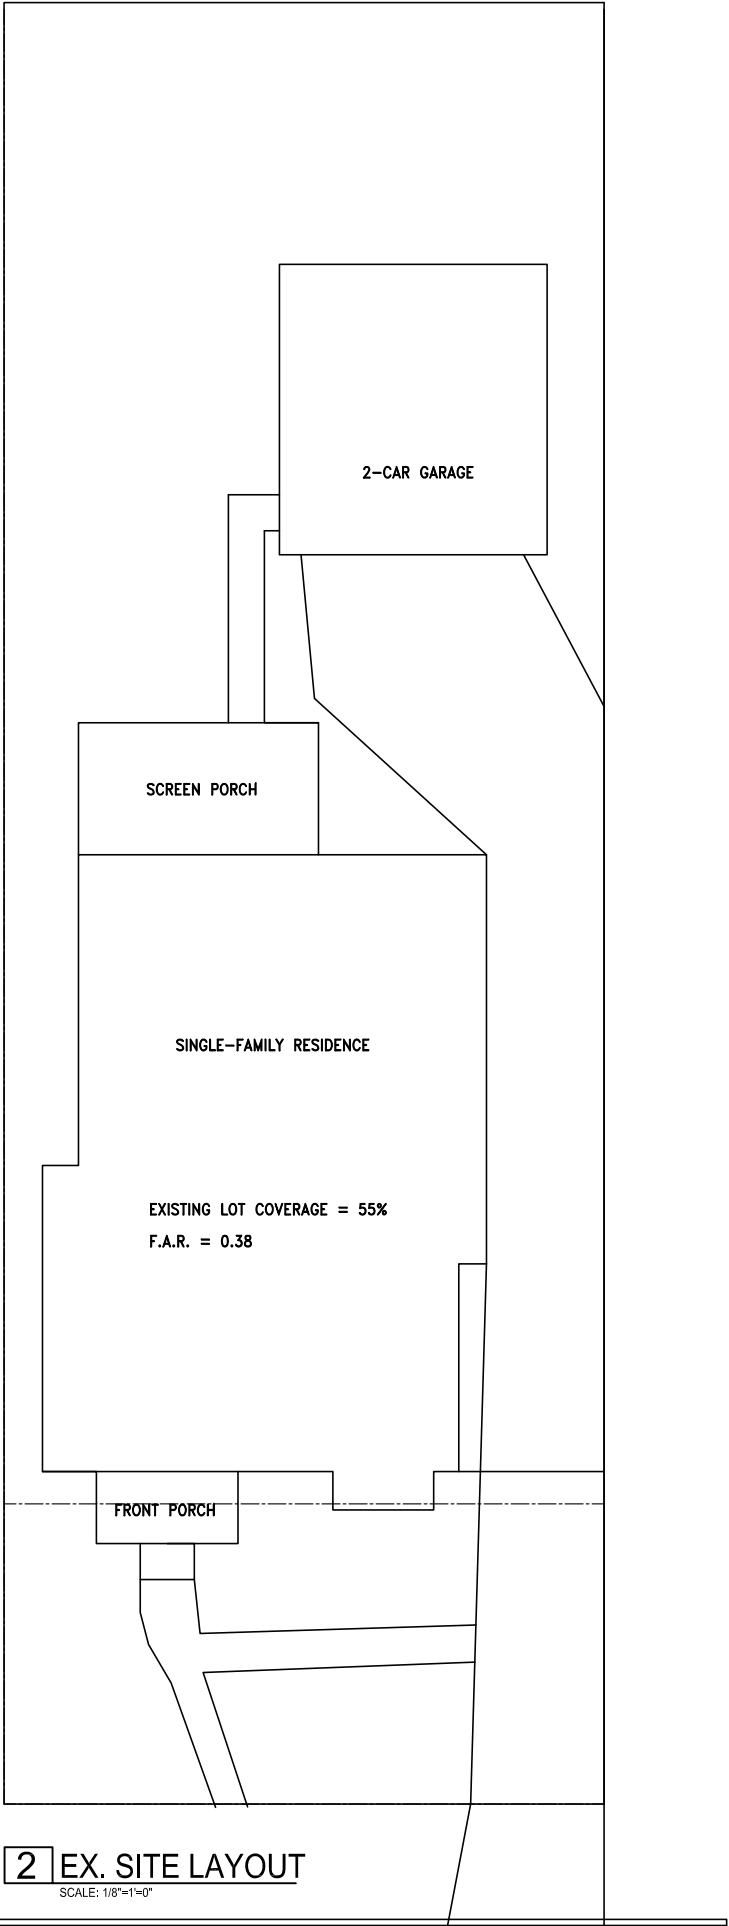 2-CAR GARAGE
SCREEN PORCH
SINGLE-FAMILY RESIDENCE
EXISTING LOT COVERAGE = 55%
F.A.R. = 0.38
FRONT PORCH
2 EX. SITE LAYOUT
SCALE: 1/8"=1'=0"